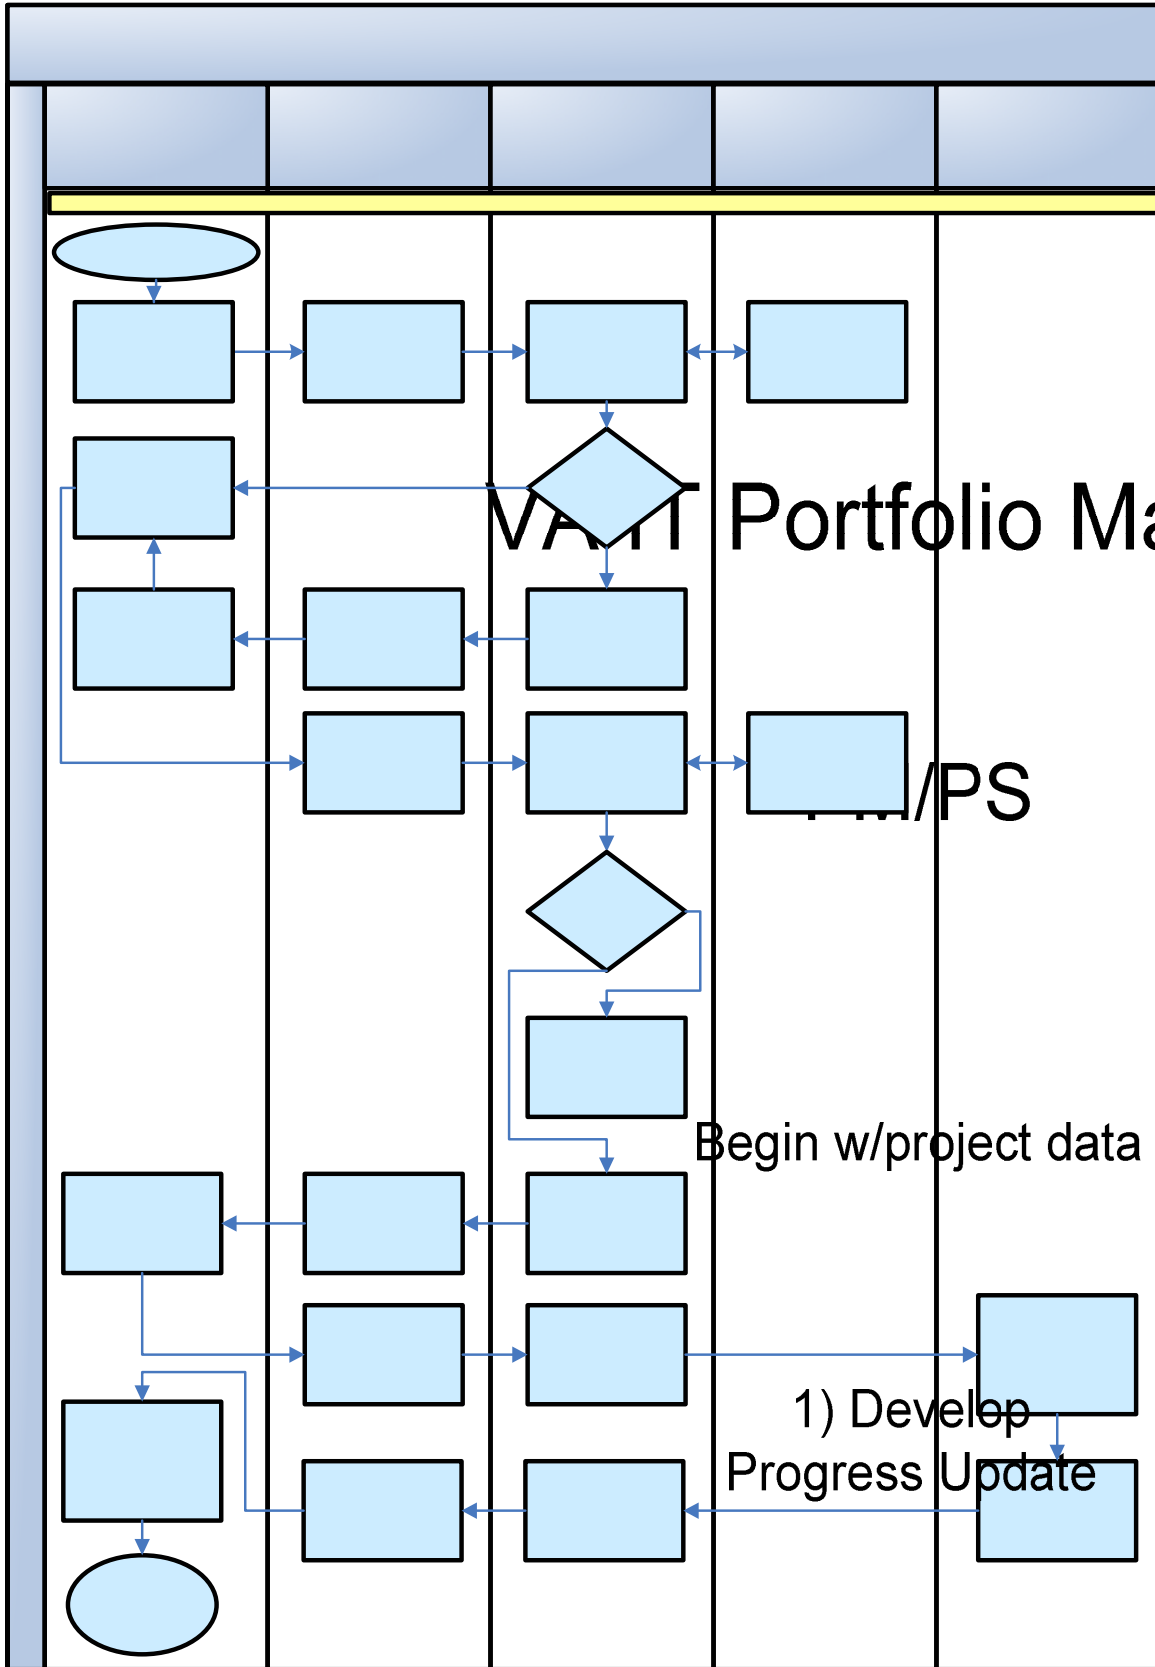 Portfolio Ma
/PS
Begin w/project data
1) Develop
Progress Update